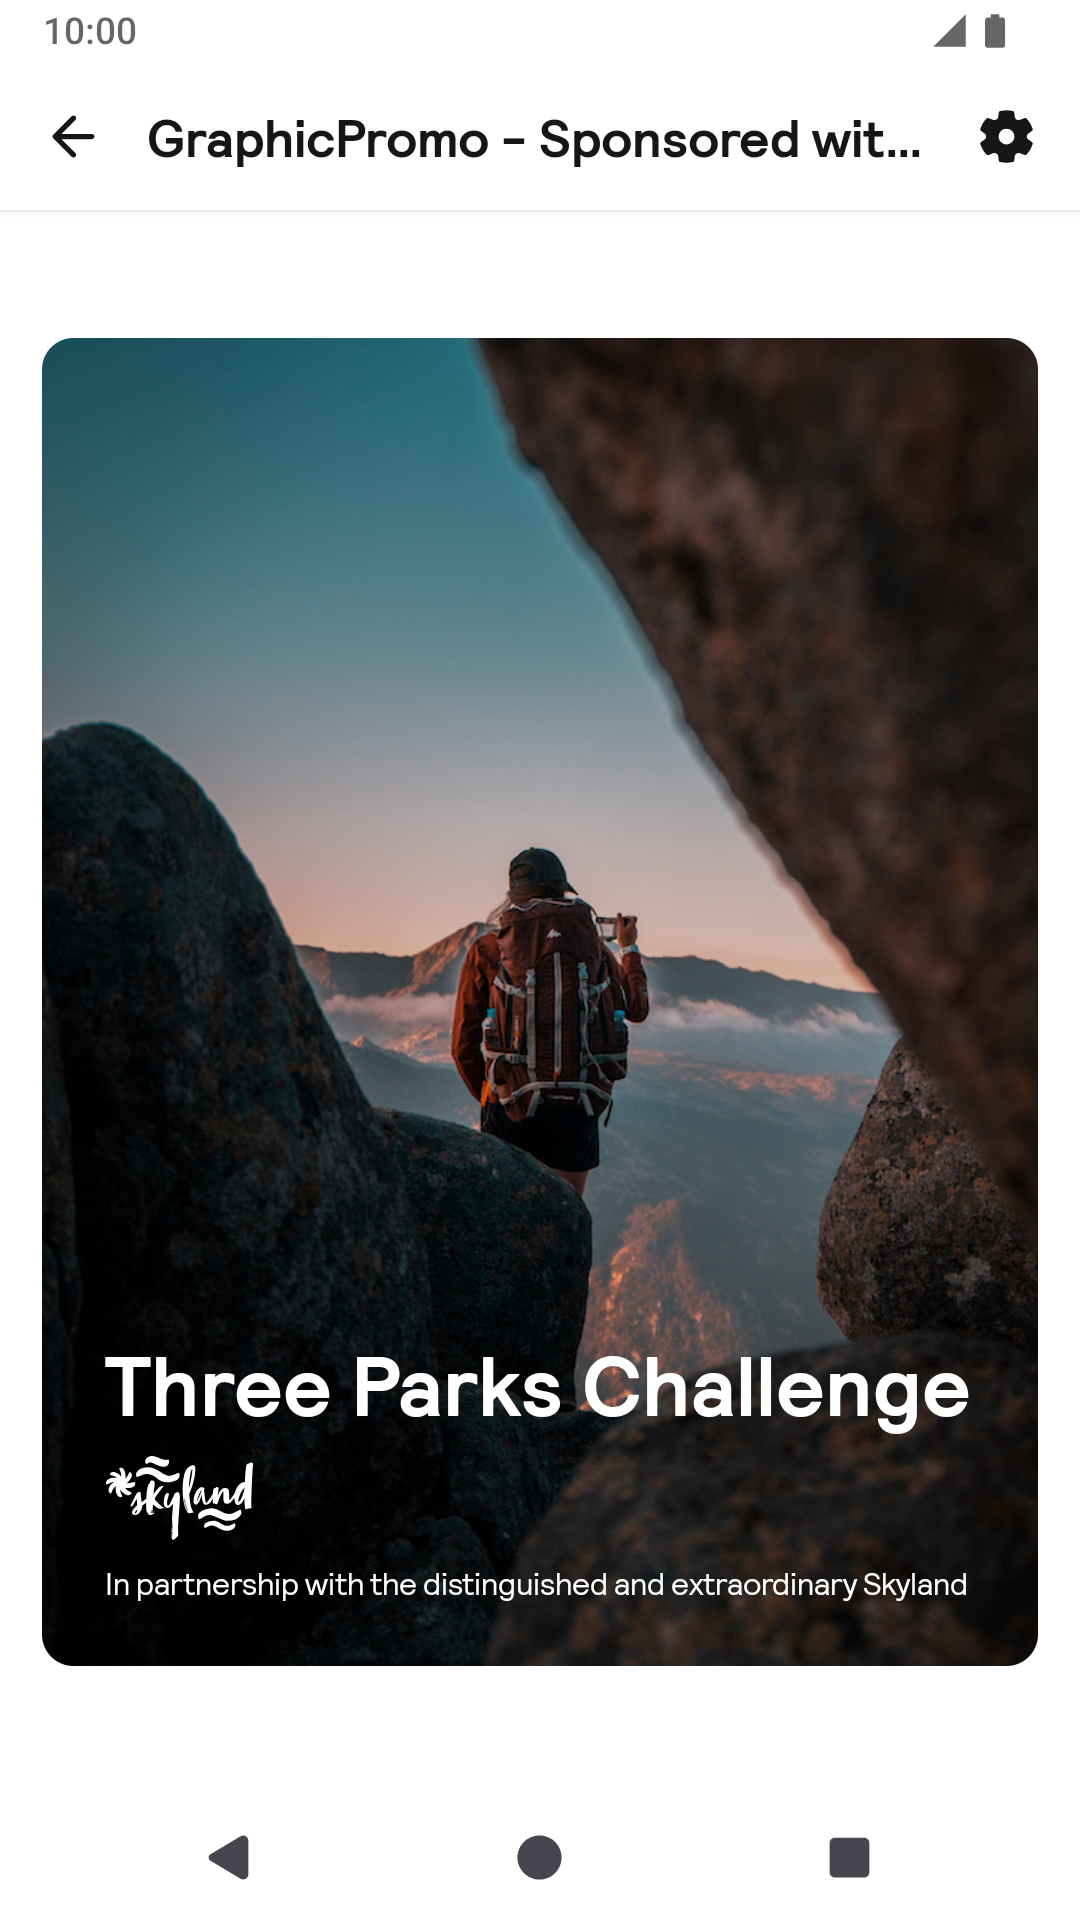 10:00
GraphicPromo - Sponsored wit...
Three Parks Challenge
skyland
In partnership with the distinguished and extraordinary Skyland